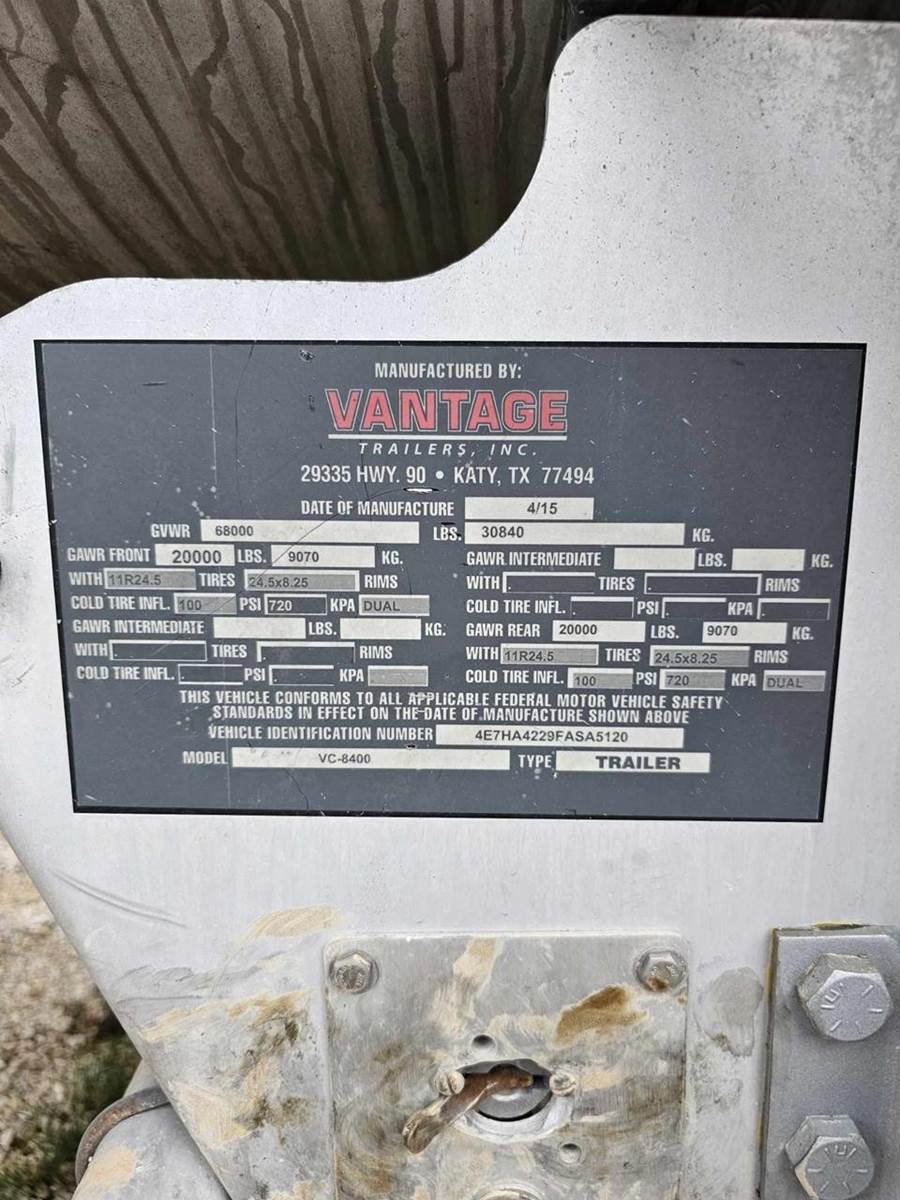 MANUFACTURED BY:
VANTAGE
TRAILERS, INC.
29335 HWY. 90 • KATY, TX 77494
DATE OF MANUFACTURE 4/15
GVWR 68000 LBS. 30840 KG.
GAWR FRONT 20000 LBS. 9070 KG. GAWR INTERMEDIATE LBS. KG.
WITH 11R24.5 TIRES 24.5x8.25 RIMS WITH TIRES RIMS
COLD TIRE INFL. 100 PSI 720 KPA DUAL COLD TIRE INFL. PSI KPA
GAWR INTERMEDIATE LBS. KG. GAWR REAR 20000 LBS. 9070 KG.
WITH TIRES RIMS WITH 11R24.5 TIRES 24.5x8.25 RIMS
COLD TIRE INFL. PSI KPA COLD TIRE INFL. 100 PSI 720 KPA DUAL
THIS VEHICLE CONFORMS TO ALL APPLICABLE FEDERAL MOTOR VEHICLE SAFETY
STANDARDS IN EFFECT ON THE DATE OF MANUFACTURE SHOWN ABOVE
VEHICLE IDENTIFICATION NUMBER 4E7HA4229FASA5120
MODEL VC-8400 TYPE TRAILER